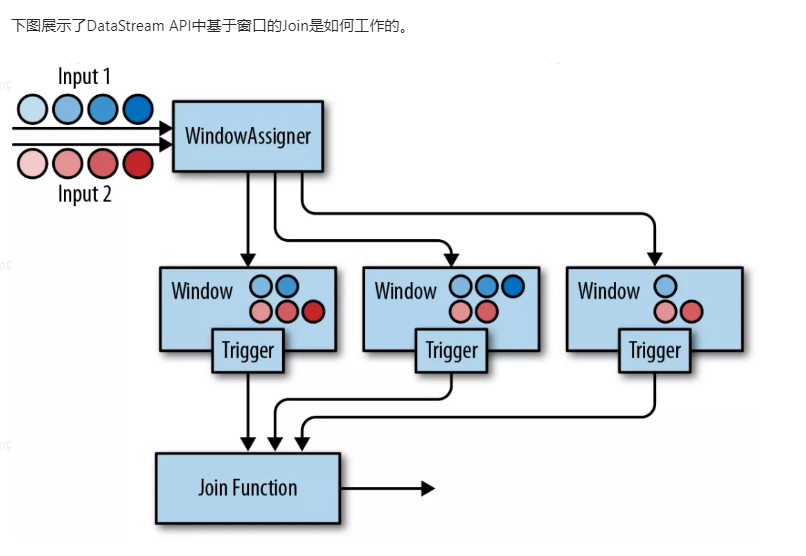 下图展示了DataStream API中基于窗口的Join是如何工作的。
Input 1
WindowAssigner
Input 2
Window
Window
Window
Trigger
Trigger
Trigger
Join Function